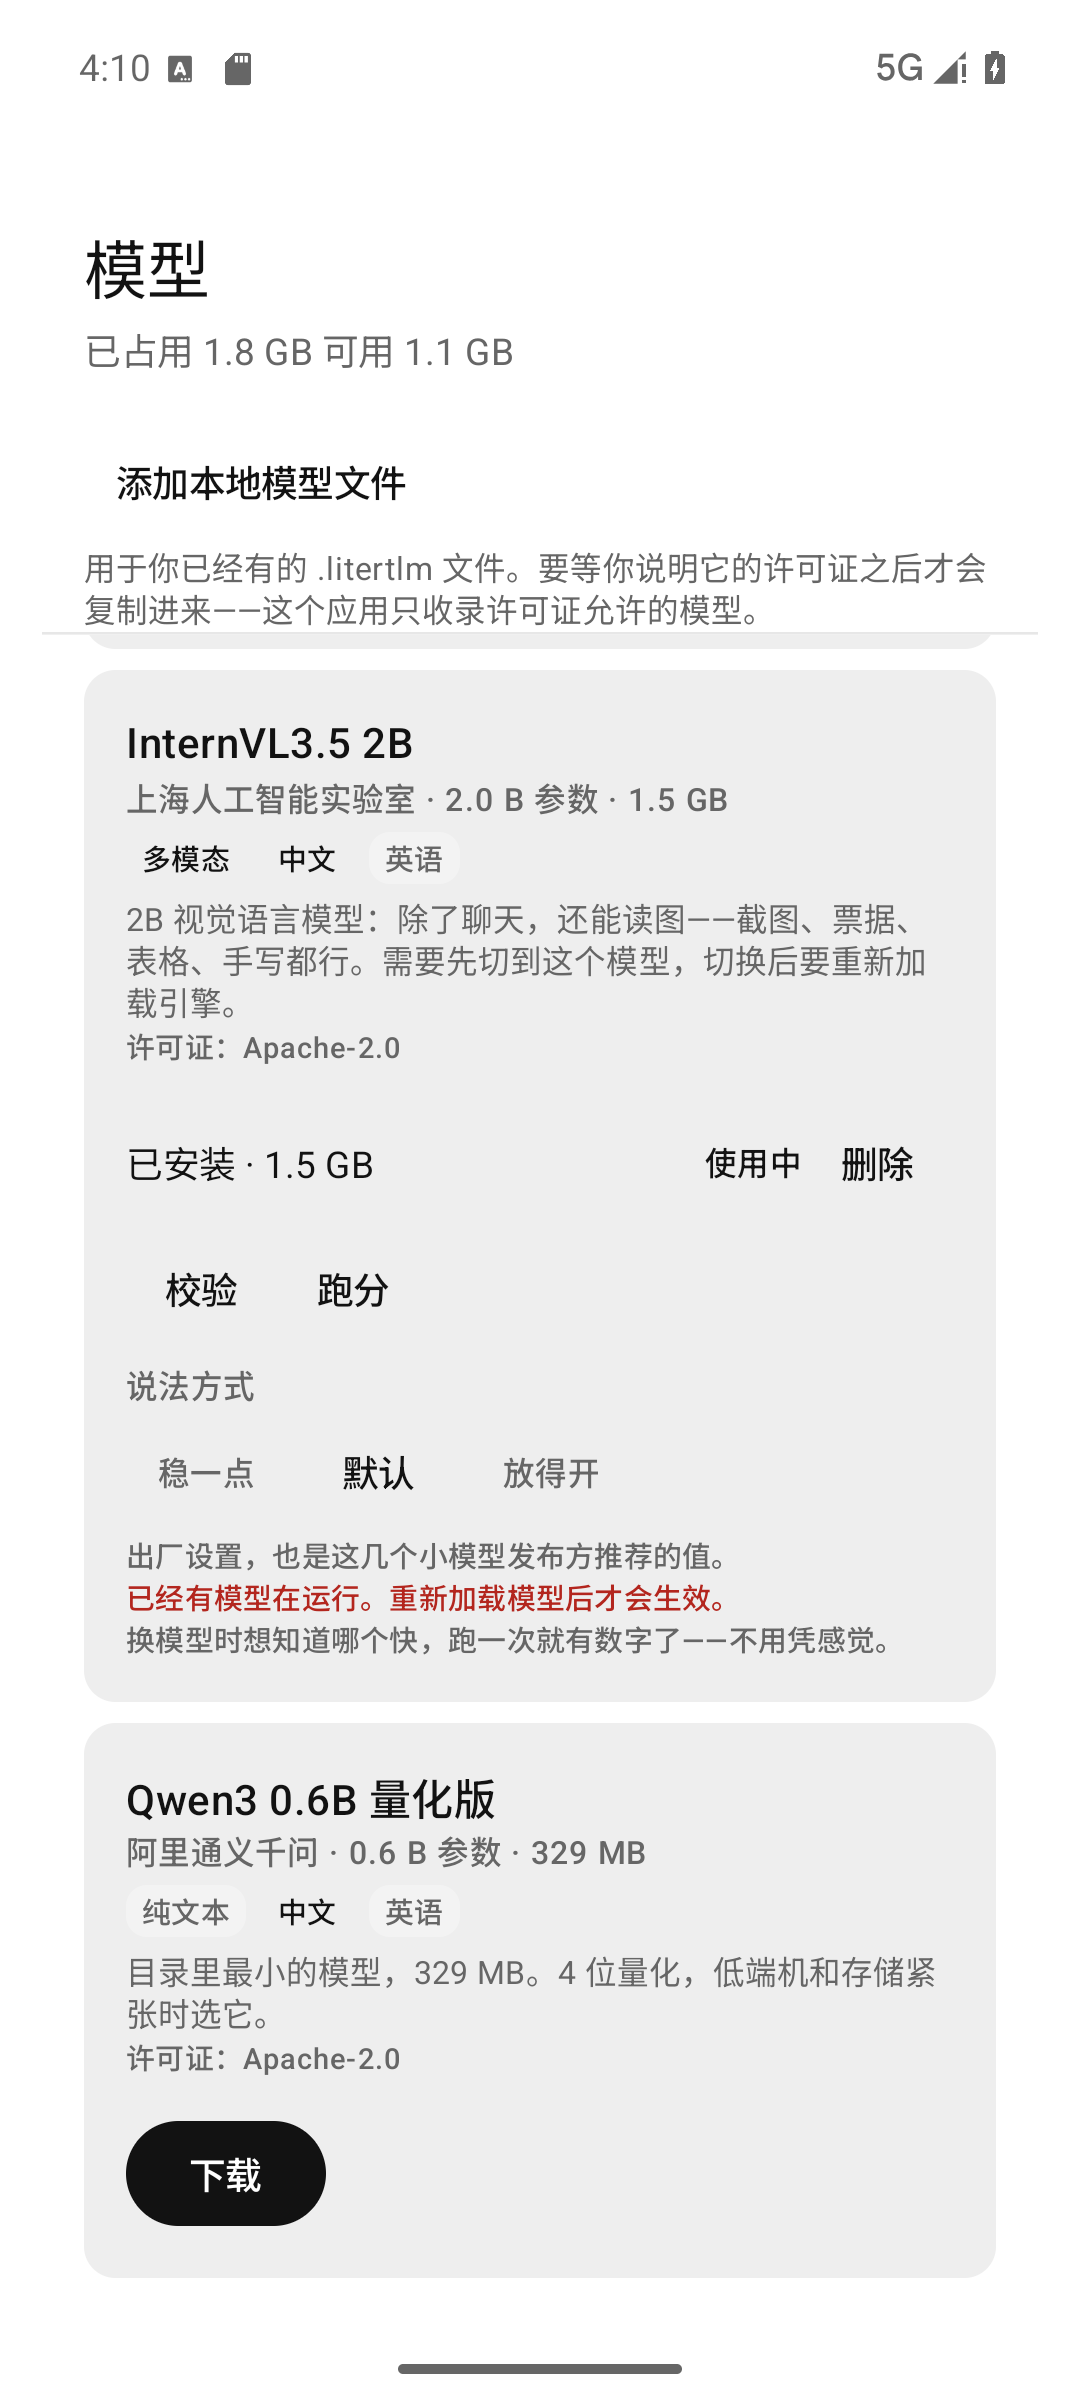 4:10
5G
模型
已占用 1.8 GB 可用 1.1 GB
添加本地模型文件
用于你已经有的 .litertlm 文件。要等你说明它的许可证之后才会
复制进来——这个应用只收录许可证允许的模型。
InternVL3.5 2B
上海人工智能实验室 · 2.0 B 参数 · 1.5 GB
多模态 中文 英语
2B 视觉语言模型：除了聊天，还能读图——截图、票据、
表格、手写都行。需要先切到这个模型，切换后要重新加
载引擎。
许可证：Apache-2.0
已安装 · 1.5 GB 使用中 删除
校验 跑分
说法方式
稳一点 默认 放得开
出厂设置，也是这几个小模型发布方推荐的值。
已经有模型在运行。重新加载模型后才会生效。
换模型时想知道哪个快，跑一次就有数字了——不用凭感觉。
Qwen3 0.6B 量化版
阿里通义千问 · 0.6 B 参数 · 329 MB
纯文本 中文 英语
目录里最小的模型，329 MB。4 位量化，低端机和存储紧
张时选它。
许可证：Apache-2.0
下载